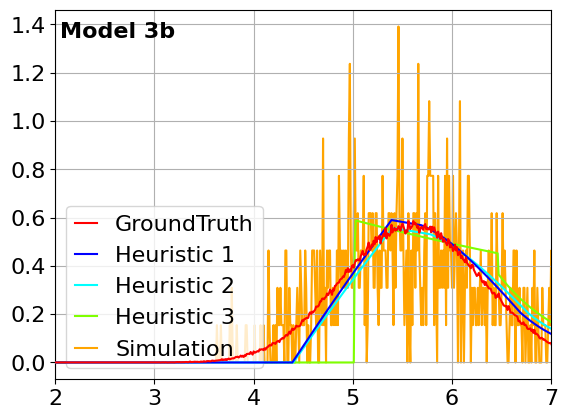 Model 3b
1.4
1.2
1.0
0.8
0.6
0.4
0.2
0.0
GroundTruth
Heuristic 1
Heuristic 2
Heuristic 3
Simulation
2 3 4 5 6 7